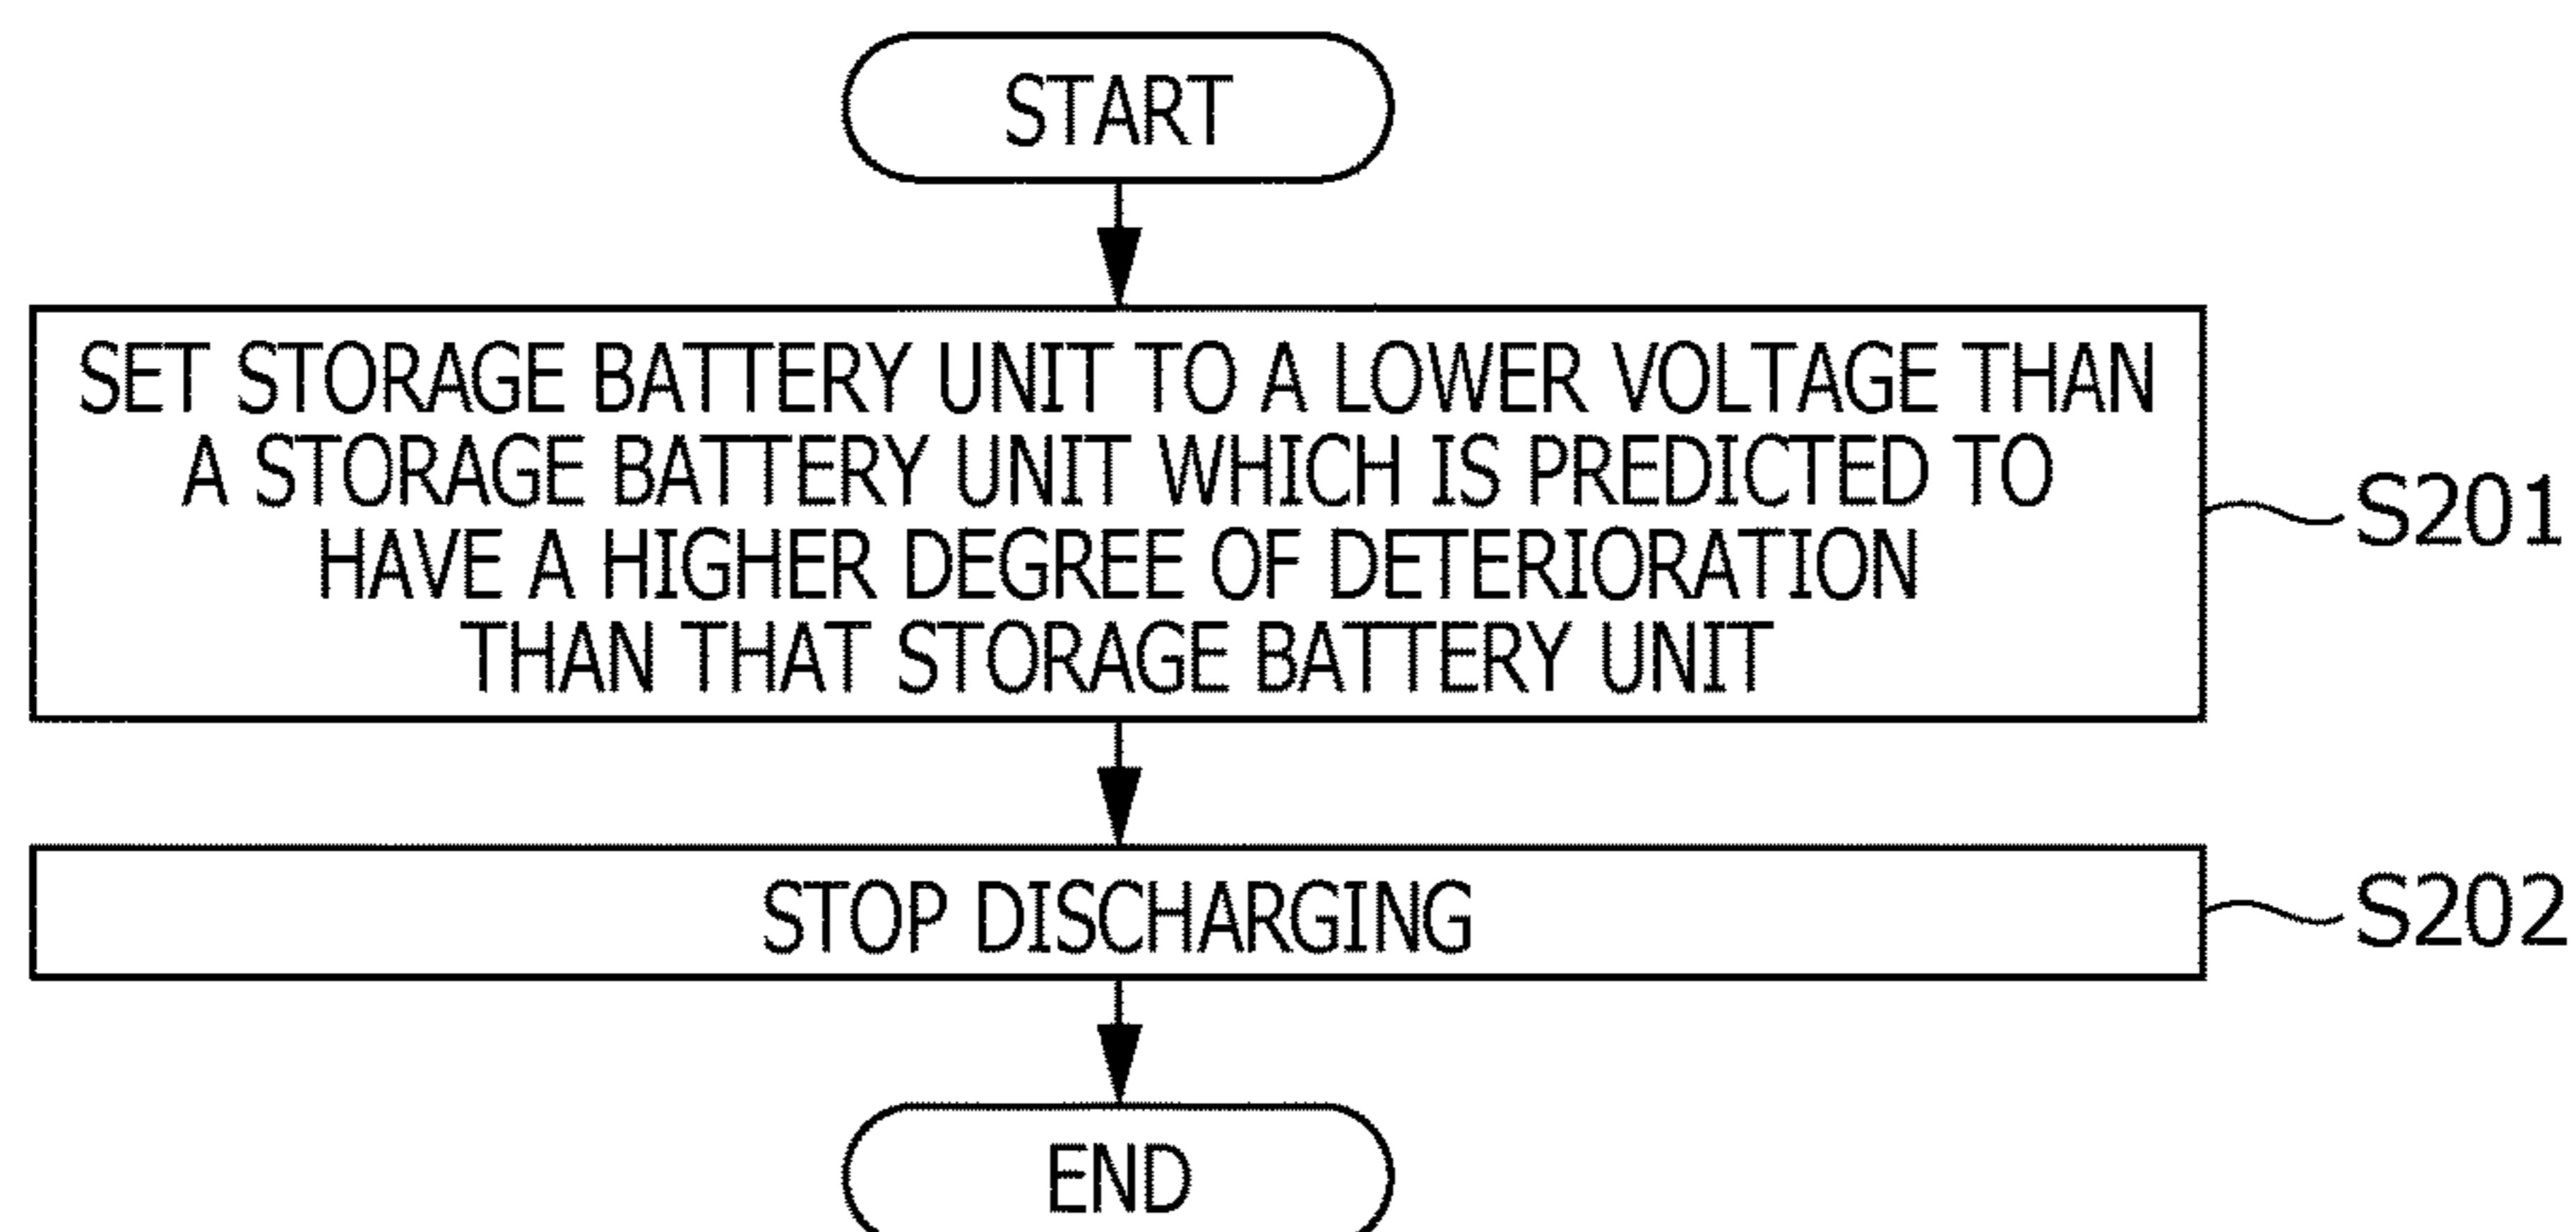 START
SET STORAGE BATTERY UNIT TO A LOWER VOLTAGE THAN
A STORAGE BATTERY UNIT WHICH IS PREDICTED TO
HAVE A HIGHER DEGREE OF DETERIORATION
THAN THAT STORAGE BATTERY UNIT
S201
STOP DISCHARGING
S202
END